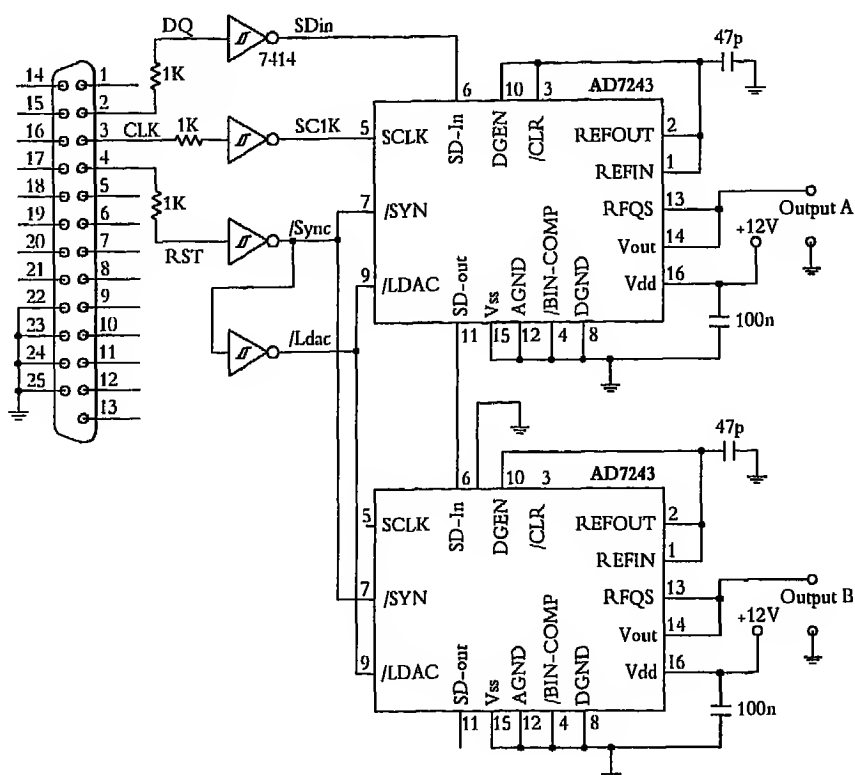 DQ
SDin
7414
1K
47p
14
1
15
2
16
3
CLK
1K
SC1K
17
4
18
5
1K
19
6
20
7
RST
/Sync
21
8
22
9
23
10
24
11
25
12
13
/Ldac
6
10
3
AD7243
5
SCLK
SD-In
DGEN
/CLR
REFOUT
2
REFIN
1
7
/SYN
RFQS
13
Output A
Vout
14
+12V
9
/LDAC
Vdd
16
SD-out
Vss
AGND
/BIN-COMP
DGND
11
15
12
4
8
100n
47p
6
10
3
AD7243
5
SCLK
SD-In
DGEN
/CLR
REFOUT
2
REFIN
1
7
/SYN
RFQS
13
Output B
Vout
14
+12V
9
/LDAC
Vdd
16
SD-out
Vss
AGND
/BIN-COMP
DGND
11
15
12
4
8
100n